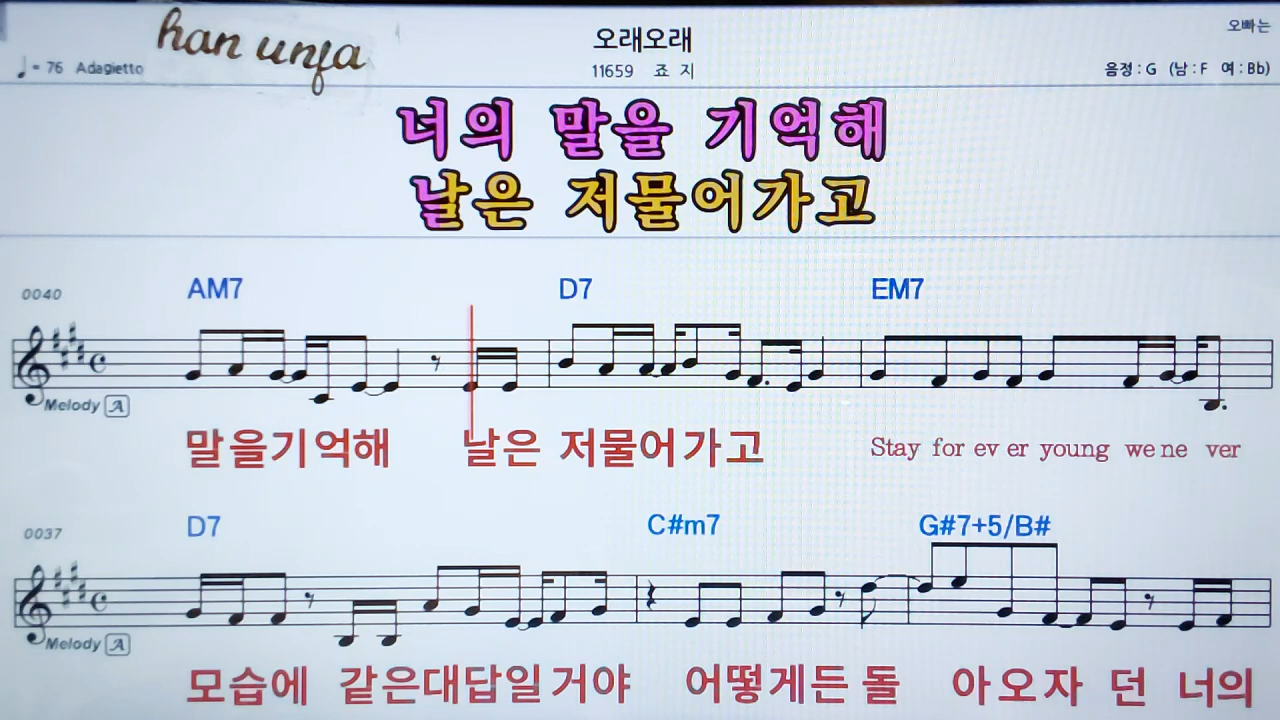 han unfa
오래오래
오빠는
♩= 76 Adagietto
11659 죠 지
음정 : G (남 : F 여 : Bb)
너의 말을 기억해
날은 저물어가고
0040 AM7 D7 EM7
Melody A
말을기억해 날은 저물어가고 Stay for ev er young we ne ver
0037 D7 C#m7 G#7+5/B#
Melody A
모습에 같은대답일거야 어떻게든 돌 아오자 던 너의